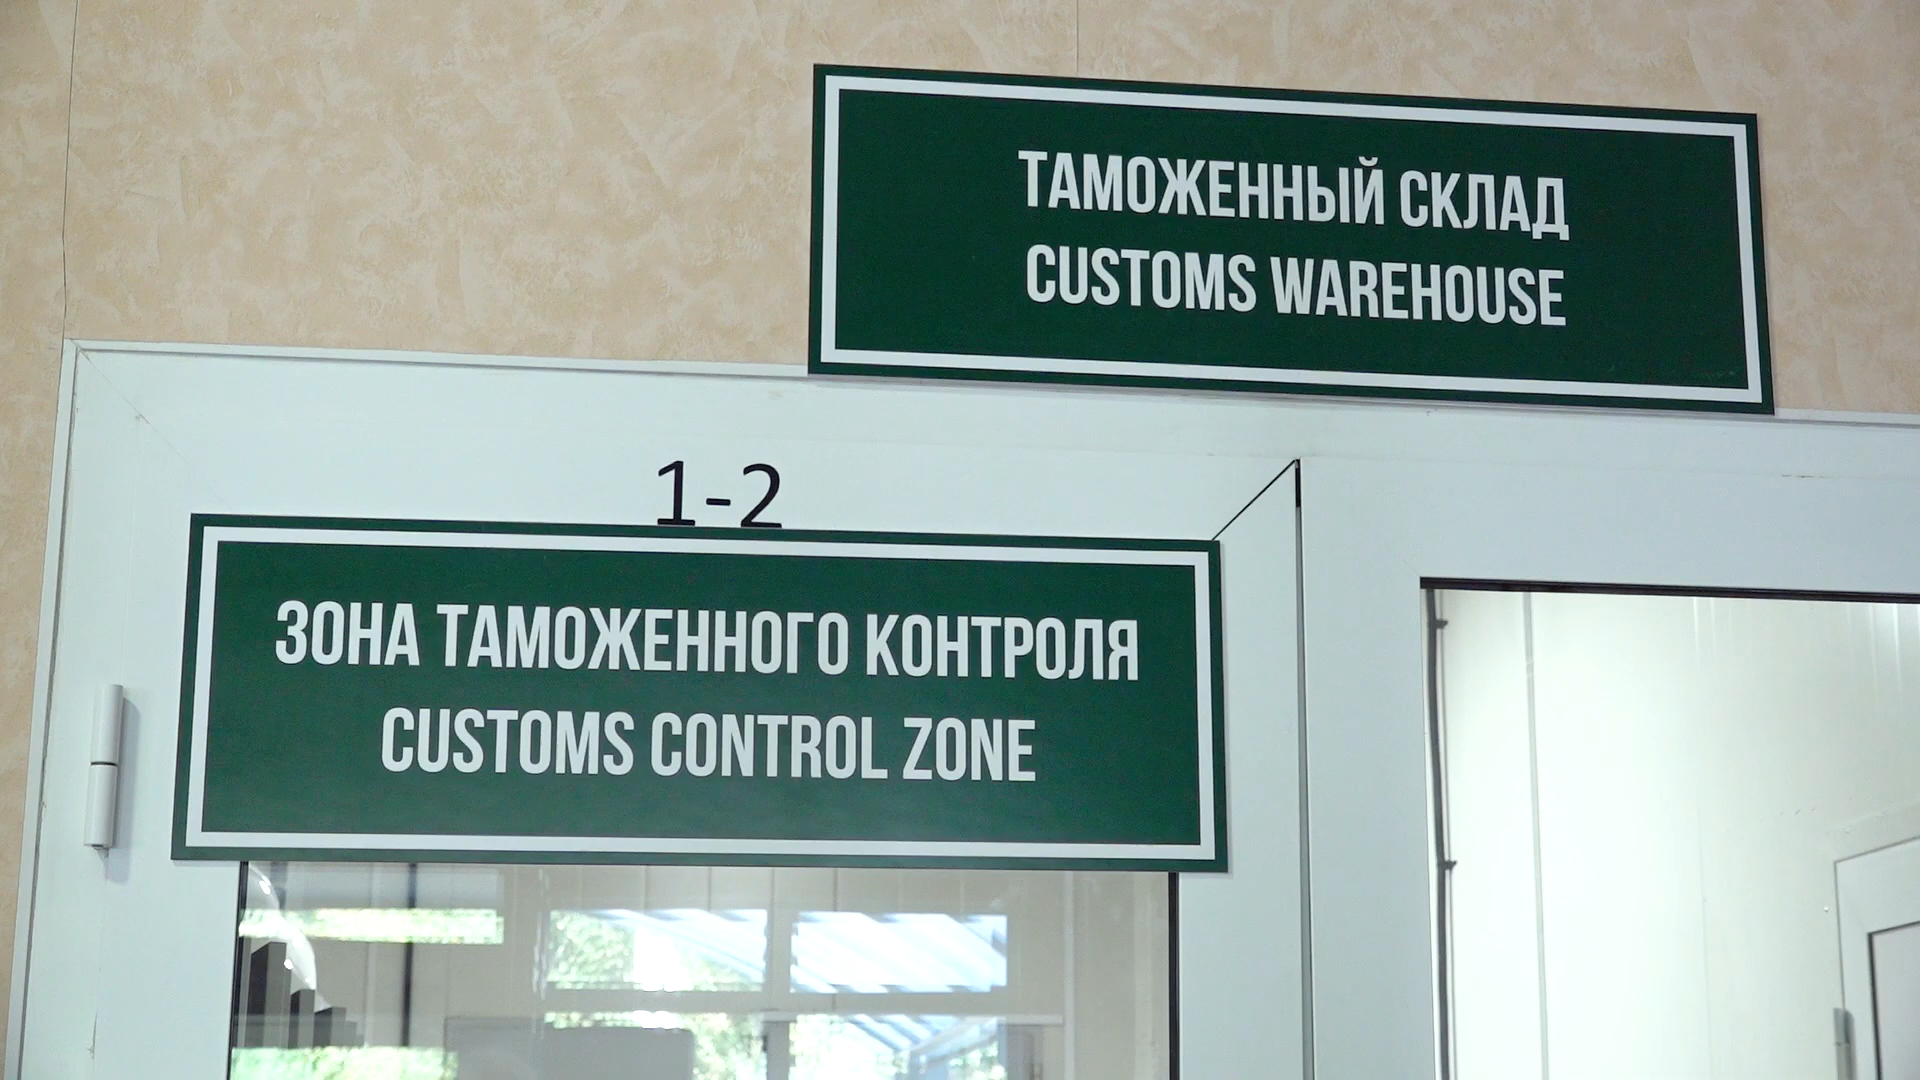 ТАМОЖЕННЫЙ СКЛАД
CUSTOMS WAREHOUSE
1-2
ЗОНА ТАМОЖЕННОГО КОНТРОЛЯ
CUSTOMS CONTROL ZONE